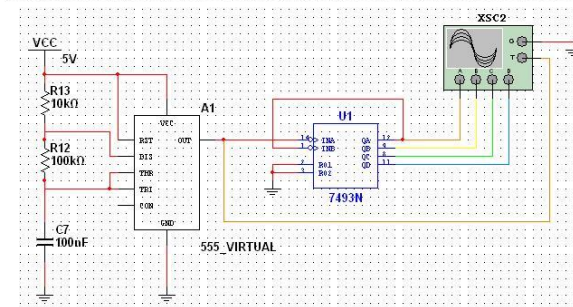 XSC2
G
T
A B C D
VCC
5V
R13
10kΩ
R12
100kΩ
C7
100nF
A1
VCC
RST
DIS
THR
TRI
CON
OUT
GND
555_VIRTUAL
U1
14 INA QA 12
1 INB QB 9
QC 8
2 R01 QD 11
3 R02
7493N